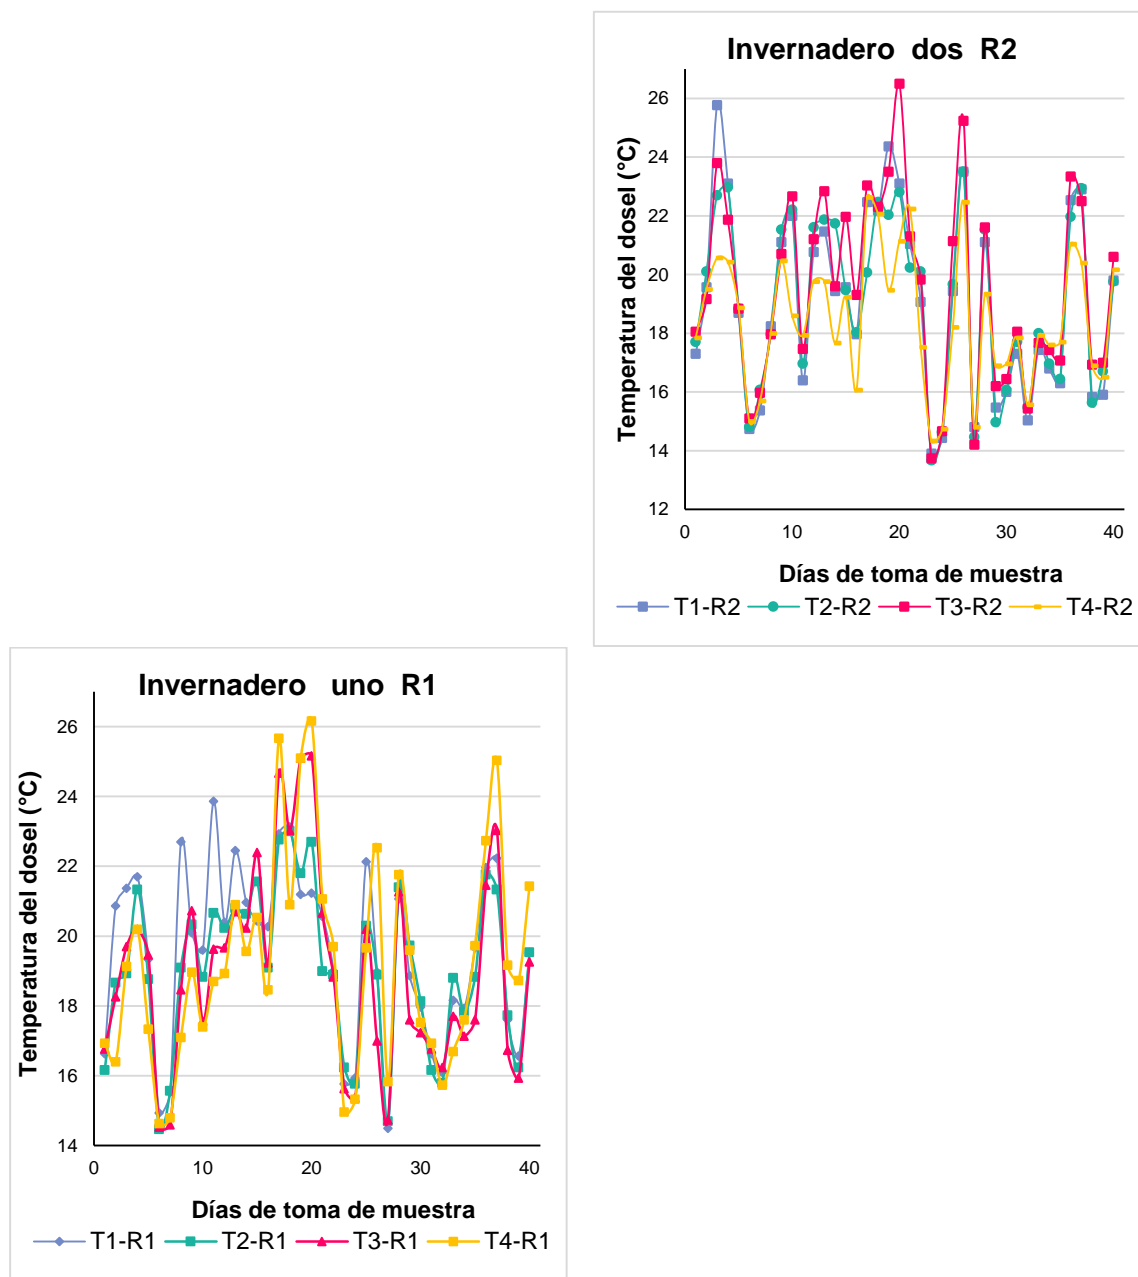 Invernadero dos R2
Temperatura del dosel (°C)
26
24
22
20
18
16
14
12
0 10 20 30 40
Días de toma de muestra
T1-R2 T2-R2 T3-R2 T4-R2
Invernadero uno R1
Temperatura del dosel (°C)
26
24
22
20
18
16
14
0 10 20 30 40
Días de toma de muestra
T1-R1 T2-R1 T3-R1 T4-R1